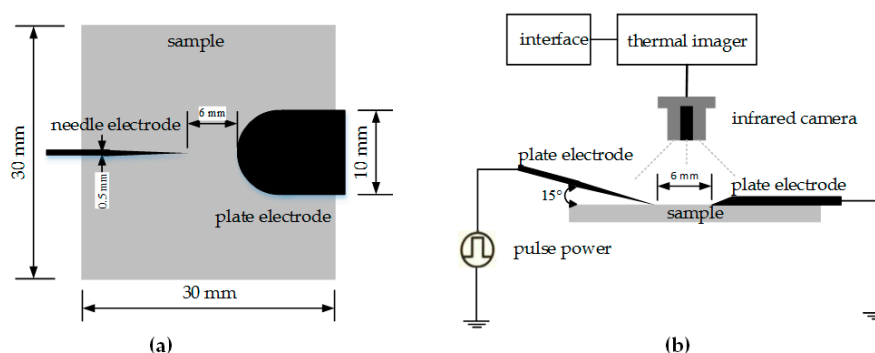 sample
needle electrode
6 mm
30 mm
0.5 mm
10 mm
plate electrode
30 mm
(a)
interface
thermal imager
infrared camera
plate electrode
6 mm
plate electrode
15°
sample
pulse power
(b)